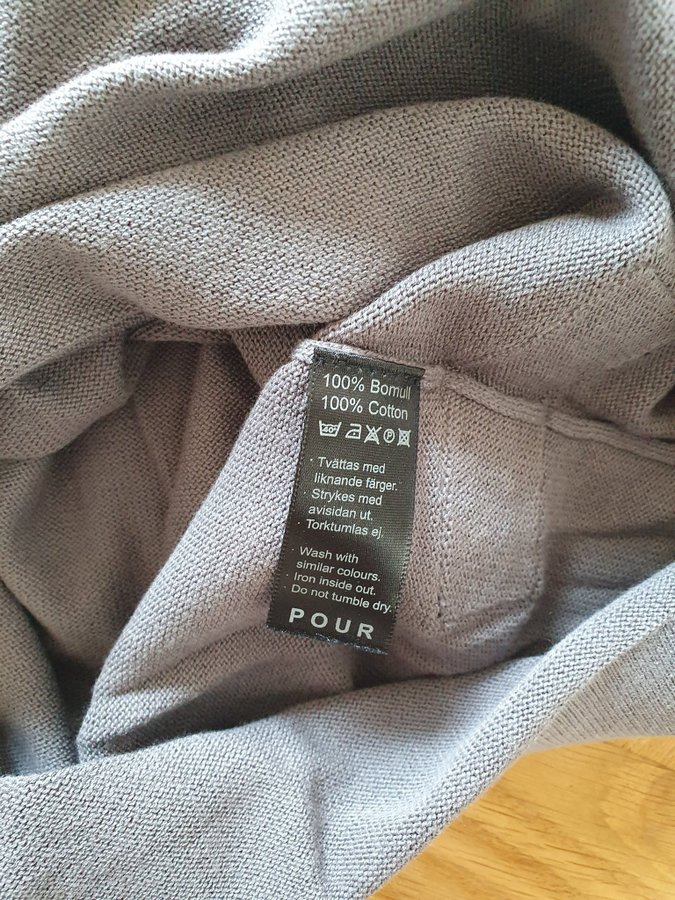 100% Bomull
100% Cotton
40° P
· Tvättas med
liknande färger.
· Strykes med
avisidan ut.
· Torktumlas ej.
· Wash with
similar colours.
· Iron inside out.
· Do not tumble dry.
POUR